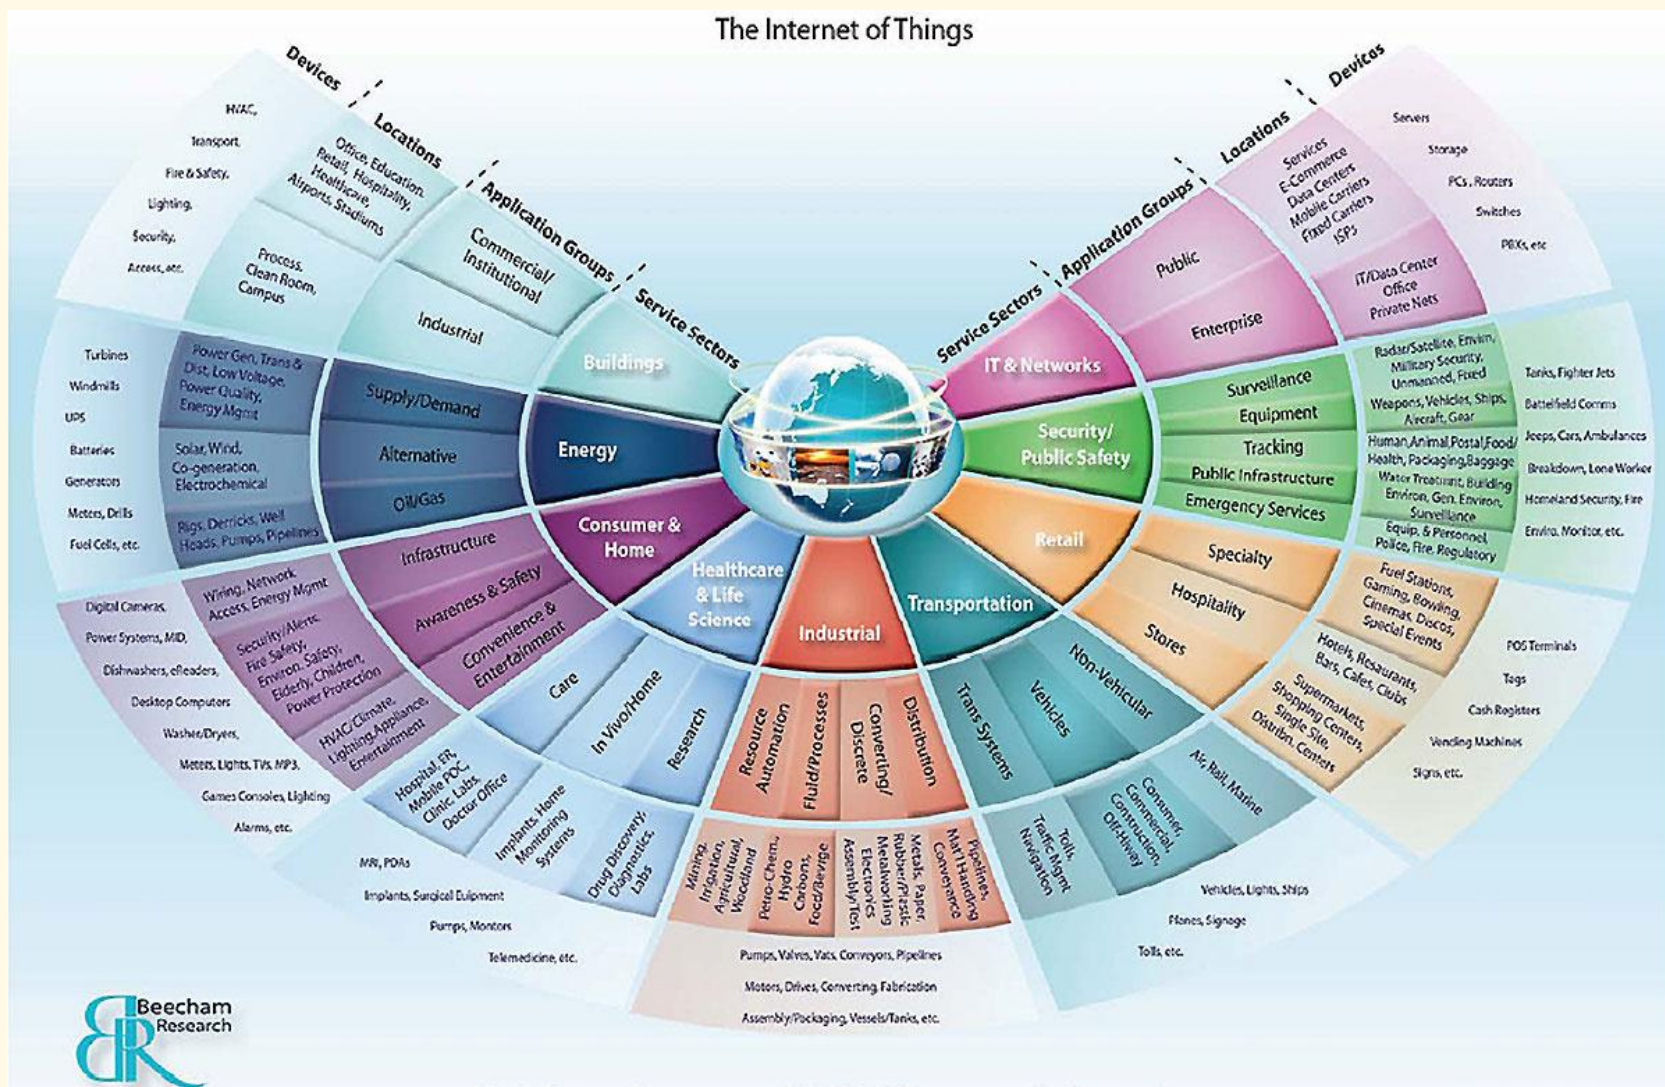 The Internet of Things
Devices
Locations
Application Groups
Service Sectors
Service Sectors
Application Groups
Locations
Devices
HVAC,
Transport,
Fire & Safety,
Lighting,
Security,
Access, etc.
Office, Education,
Retail, Hospitality,
Healthcare,
Airports, Stadiums
Process,
Clean Room,
Campus
Commercial/
Institutional
Industrial
Buildings
Turbines
Windmills
UPS
Batteries
Generators
Meters, Drills
Fuel Cells, etc.
Power Gen, Trans &
Dist, Low Voltage,
Power Quality,
Energy Mgmt
Solar, Wind,
Co-generation,
Electrochemical
Rigs, Derricks, Well
Heads, Pumps, Pipelines
Supply/Demand
Alternative
Oil/Gas
Energy
Digital Cameras,
Power Systems, MID,
Dishwashers, eReaders,
Desktop Computers
Washer/Dryers,
Meters, Lights, TVs, MP3,
Games Consoles, Lighting
Alarms, etc.
Wiring, Network
Access, Energy Mgmt
Security/Alerts,
Fire Safety,
Environ. Safety,
Elderly, Children,
Power Protection
HVAC/Climate,
Lighting,Appliance,
Entertainment
Infrastructure
Awareness & Safety
Convenience &
Entertainment
Consumer &
Home
MRI, PDAs
Implants, Surgical Euipment
Pumps, Montors
Telemedicine, etc.
Hospital, ER,
Mobile POC,
Clinic, Labs,
Doctor Office
Implants, Home
Monitoring
Systems
Drug Discovery,
Diagnostics,
Labs
Care
In Vivo/Home
Research
Healthcare
& Life
Science
Industrial
Resource
Automation
Fluid/Processes
Converting/
Discrete
Distribution
Mining,
Irrigation,
Agricultural,
Woodland
Petro-Chem.,
Hydro
Carbons,
Food/Bevrge
Metals, Paper,
Rubber/Plastic
Metalworking
Electronics
Assembly/Test
Pipelines,
Mat'l Handling
Conveyance
Pumps, Valves, Vats, Conveyors, Pipelines
Motors, Drives, Converting, Fabrication
Assembly/Packaging, Vessels/Tanks, etc.
Transportation
Trans Systems
Vehicles
Non-Vehicular
Tolls,
Traffic Mgmt
Navigation
Consumer,
Commercial,
Construction,
Off-Hiway
Air, Rail, Marine
Vehicles, Lights, Ships
Planes, Signage
Tolls, etc.
Retail
Specialty
Hospitality
Stores
Fuel Stations,
Gaming, Bowling,
Cinemas, Discos,
Special Events
Hotels, Resaurants,
Bars, Cafes, Clubs
Supermarkets,
Shopping Centers,
Single Site,
Distribn, Centers
POS Terminals
Tags
Cash Registers
Vending Machines
Signs, etc.
Security/
Public Safety
Surveillance
Equipment
Tracking
Public Infrastructure
Emergency Services
Radar/Satellite, Envirn,
Military Security,
Unmanned, Fixed
Weapons, Vehicles, Ships,
Aircraft, Gear
Human,Animal,Postal,Food/
Health, Packaging,Baggage
Water Treatmnt, Building
Environ, Gen. Environ,
Surveillance
Equip. & Personnel,
Police, Fire, Regulatory
Tanks, Fighter Jets
Battelfield Comms
Jeeps, Cars, Ambulances
Breakdown, Lone Worker
Homeland Security, Fire
Enviro. Monitor, etc.
IT & Networks
Public
Enterprise
Services
E-Commerce
Data Centers
Mobile Carriers
Fixed Carriers
ISPs
IT/Data Center
Office
Private Nets
Servers
Storage
PCs, Routers
Switches
PBXs, etc
Beecham
Research